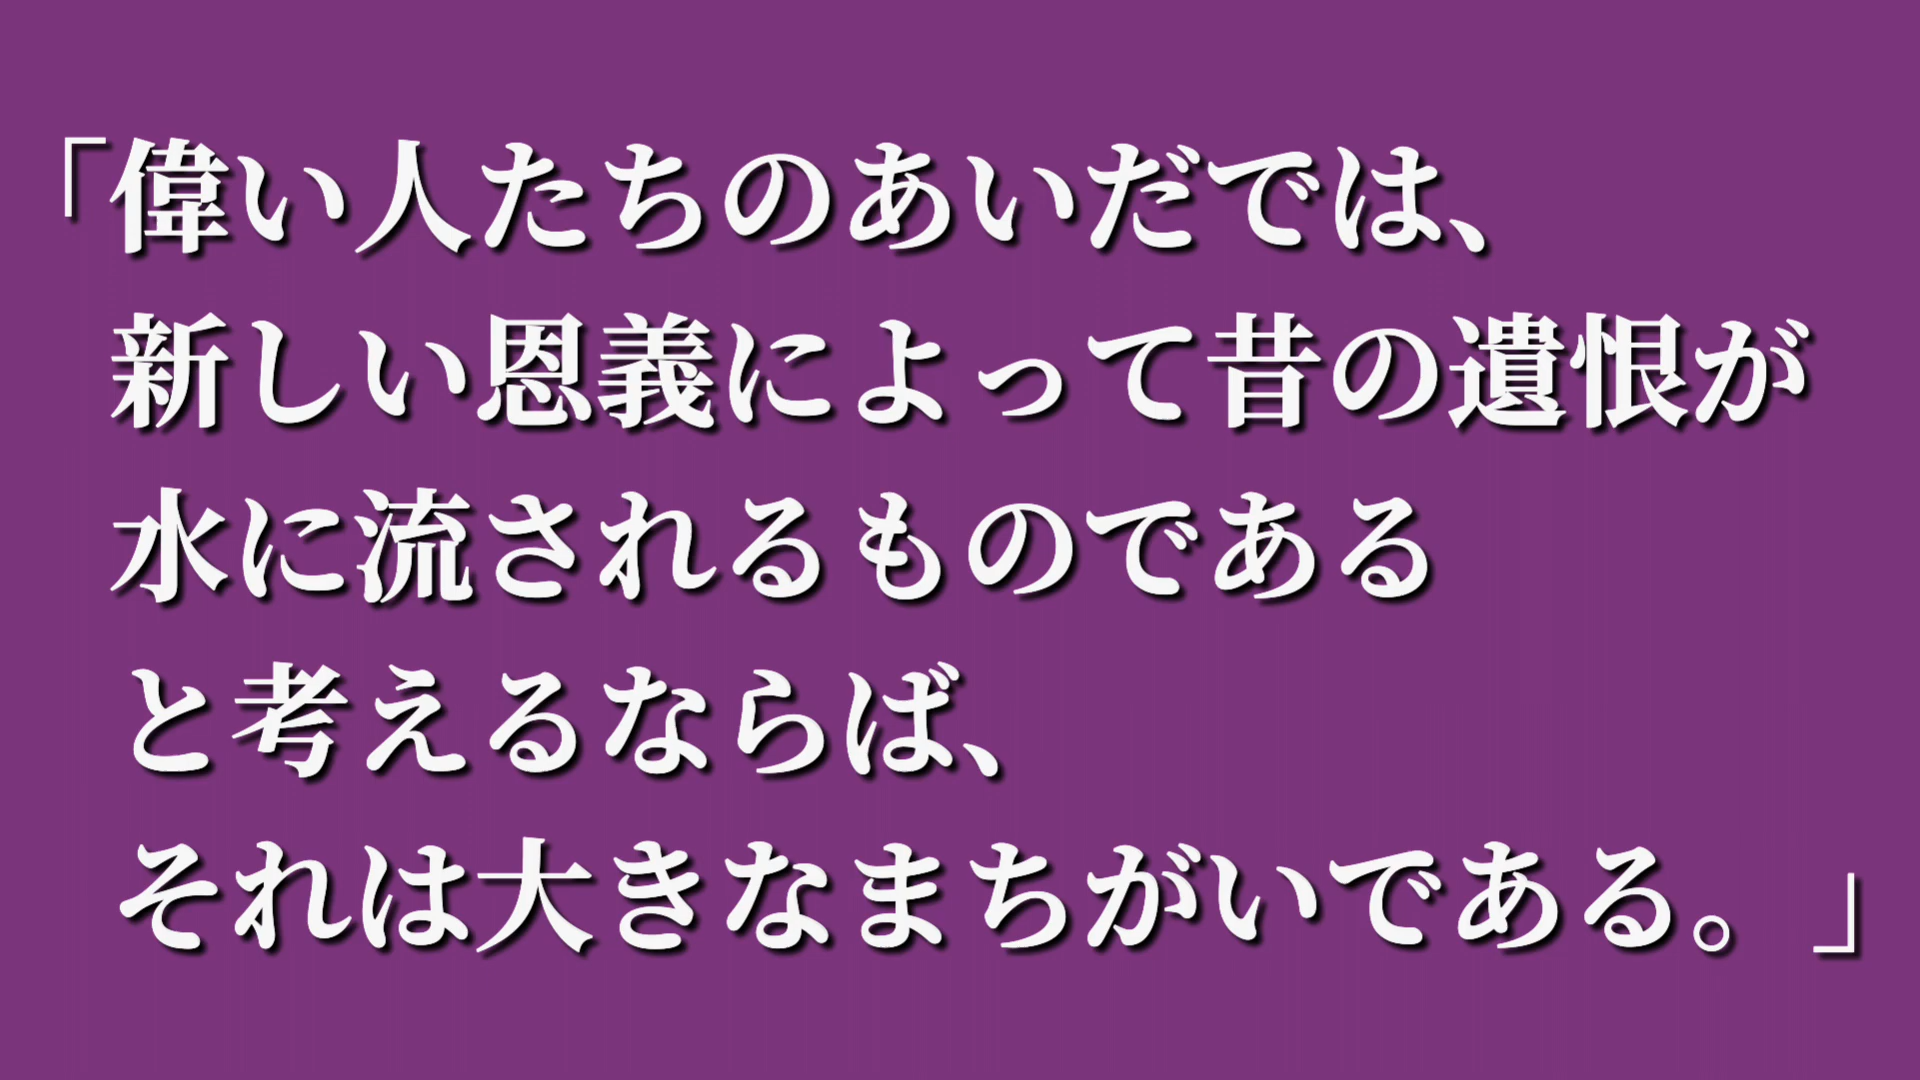 「偉い人たちのあいだでは、
新しい恩義によって昔の遺恨が
水に流されるものである
と考えるならば、
それは大きなまちがいである。」